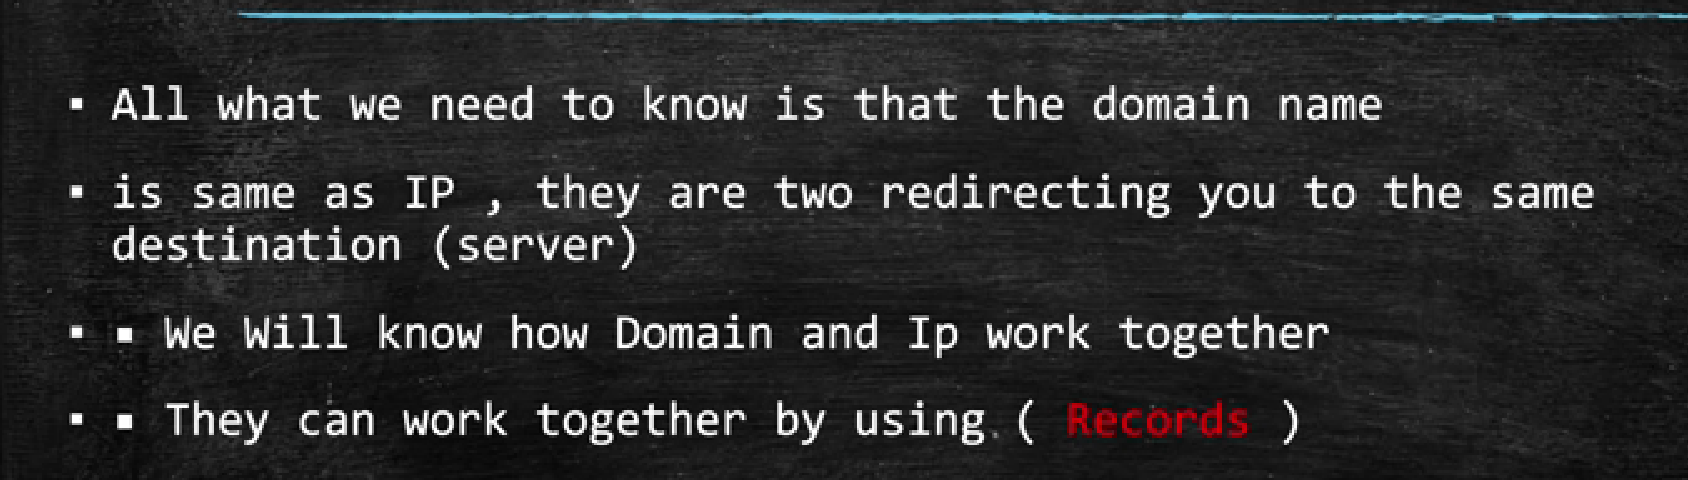 ▪ All what we need to know is that the domain name
▪ is same as IP , they are two redirecting you to the same
destination (server)
▪ ▪ We Will know how Domain and Ip work together
▪ ▪ They can work together by using ( Records )